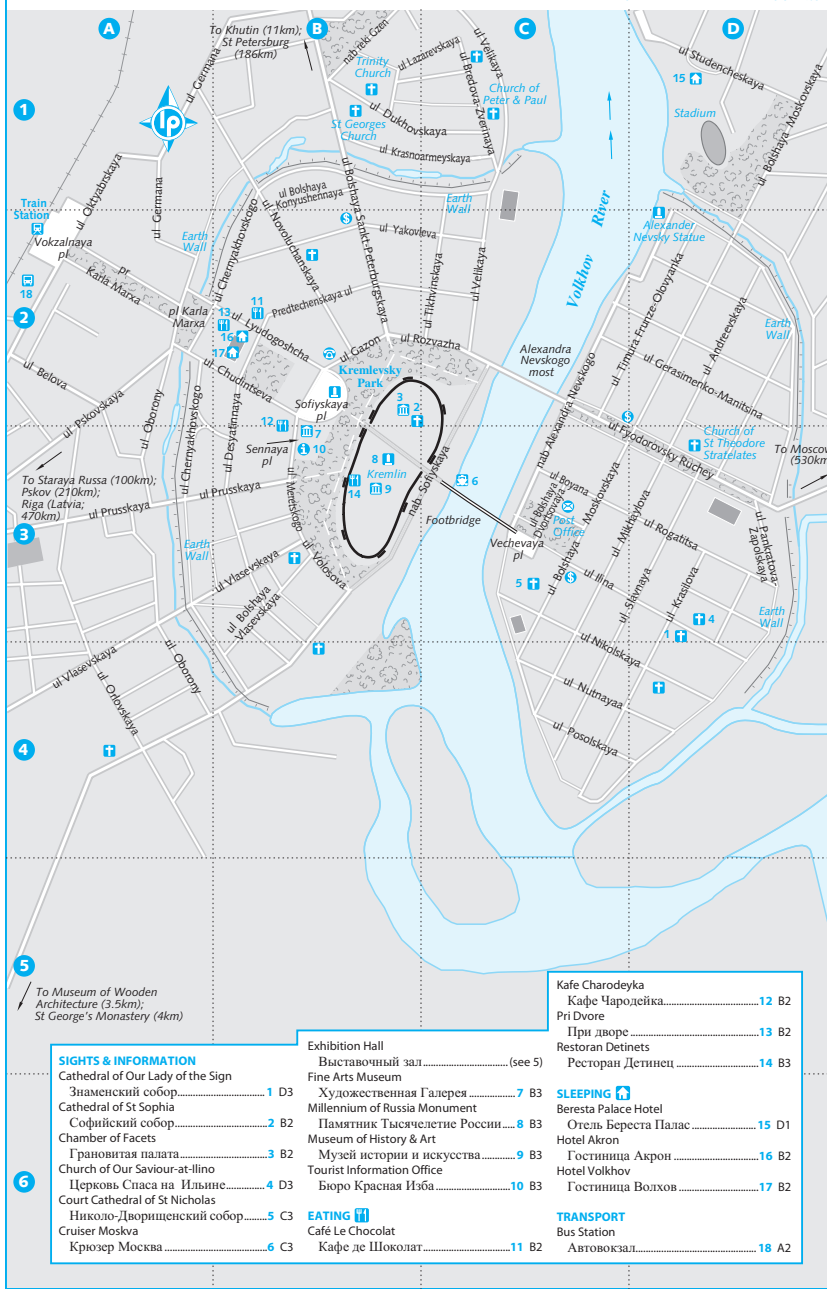 A
B
C
D
1
2
3
4
5
6
To Khutin (11km);
St Petersburg
(186km)
nab reki Gzen
ul Lazarevskaya
ul Velikaya
ul Bredova-Zverinaya
Trinity
Church
Church of
Peter & Paul
St Georges
Church
ul Dukhovskaya
ul Krasnoarmeyskaya
ul Germana
lp
15
ul Studencheskaya
Stadium
ul Bolshaya Moskovskaya
ul Oktyabrskaya
Train
Station
Vokzalnaya
pl
18
ul Germana
Earth
Wall
ul Chernyakhovskogo
ul Bolshaya
Konyushennaya
ul Novoluchanskaya
ul Bolshaya Sankt-Peterburgskaya
ul Yakovleva
Earth
Wall
ul Tikhvinskaya
ul Velikaya
Volkhov River
Alexander
Nevsky Statue
pr
Karla Marxa
pl Karla
Marxa
13
11
16
17
Predtechenskaya ul
ul Lyudogoshcha
ul Gazon
ul Rozvazha
ul Chudintseva
Kremlevsky
Park
Sofiyskaya
pl
3
2
Alexandra
Nevskogo
most
ul Timura Frunze-Olovyanka
ul Andreevskaya
ul Gerasimenko-Manitsina
Earth
Wall
ul Belova
ul Pskovskaya
ul Oborony
ul Chernyakhovskogo
ul Desyatinnaya
12
7
10
Sennaya
pl
8
Kremlin
9
14
nab Sofiyskaya
6
Footbridge
nab Alexandra Nevskogo
ul Fyodorovsky Ruchey
Church of
St Theodore
Stratelates
To Moscow
(530km)
To Staraya Russa (100km);
Pskov (210km);
Riga (Latvia;
470km)
ul Prusskaya
ul Prusskaya
ul Meretskogo
ul Volosova
Earth
Wall
ul Vlasevskaya
ul Bolshaya
Vlasevskaya
Vechevaya
pl
ul Bolshaya
Dvortsovaya
ul Boyana
Post
Office
ul Bolshaya Moskovskaya
ul Mikhaylova
ul Rogatitsa
ul Pankratova-
Zapolskaya
5
ul Ilina
ul Slavnaya
ul Krasilova
4
1
Earth
Wall
ul Nikolskaya
ul Nutnayaa
ul Posolskaya
ul Vlasevskaya
ul Oborony
ul Orlovskaya
To Museum of Wooden
Architecture (3.5km);
St George's Monastery (4km)
SIGHTS & INFORMATION
Cathedral of Our Lady of the Sign
Знаменский собор 1 D3
Cathedral of St Sophia
Софийский собор 2 B2
Chamber of Facets
Грановитая палата 3 B2
Church of Our Saviour-at-Ilino
Церковь Спаса на Ильине 4 D3
Court Cathedral of St Nicholas
Николо-Дворищенский собор 5 C3
Cruiser Moskva
Крюзер Москва 6 C3
Exhibition Hall
Выставочный зал (see 5)
Fine Arts Museum
Художественная Галерея 7 B3
Millennium of Russia Monument
Памятник Тысячелетие России 8 B3
Museum of History & Art
Музей истории и искусства 9 B3
Tourist Information Office
Бюро Красная Изба 10 B3
EATING
Café Le Chocolat
Кафе де Шоколат 11 B2
Kafe Charodeyka
Кафе Чародейка 12 B2
Pri Dvore
При дворе 13 B2
Restoran Detinets
Ресторан Детинец 14 B3
SLEEPING
Beresta Palace Hotel
Отель Береста Палас 15 D1
Hotel Akron
Гостиница Акрон 16 B2
Hotel Volkhov
Гостиница Волхов 17 B2
TRANSPORT
Bus Station
Автовокзал 18 A2